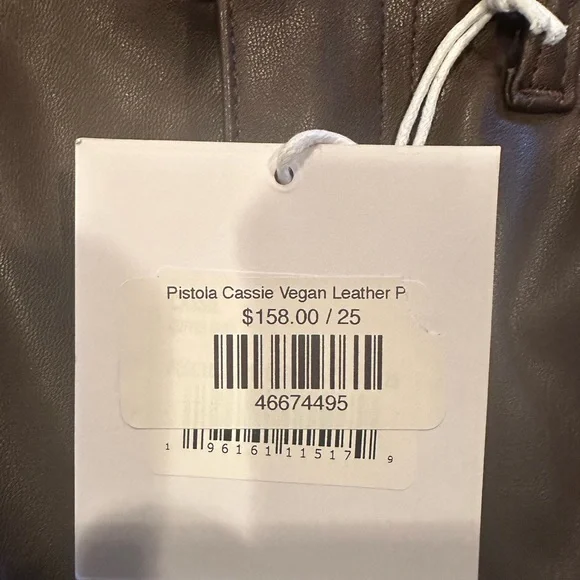 Pistola Cassie Vegan Leather P
$158.00 / 25
46674495
1 96161 11517 9